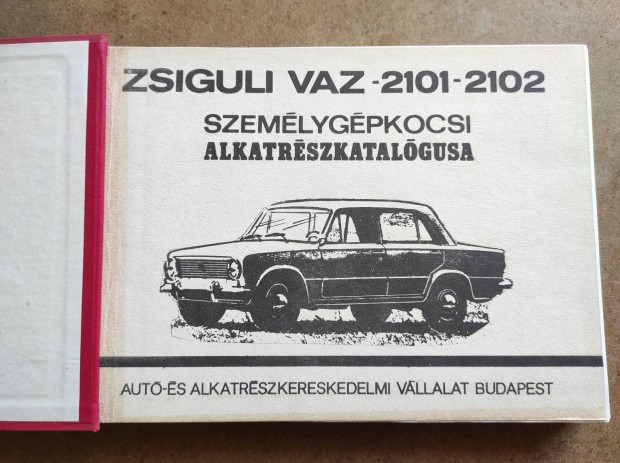 ZSIGULI VAZ-2101-2102
SZEMÉLYGÉPKOCSI
ALKATRÉSZKATALÓGUSA
AUTÓ-ÉS ALKATRÉSZKERESKEDELMI VÁLLALAT BUDAPEST